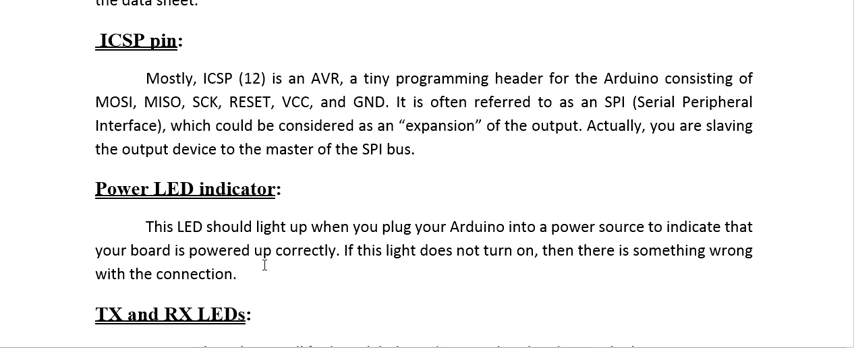 the data sheet.
ICSP pin:
Mostly, ICSP (12) is an AVR, a tiny programming header for the Arduino consisting of
MOSI, MISO, SCK, RESET, VCC, and GND. It is often referred to as an SPI (Serial Peripheral
Interface), which could be considered as an “expansion” of the output. Actually, you are slaving
the output device to the master of the SPI bus.
Power LED indicator:
This LED should light up when you plug your Arduino into a power source to indicate that
your board is powered up correctly. If this light does not turn on, then there is something wrong
with the connection.
TX and RX LEDs: